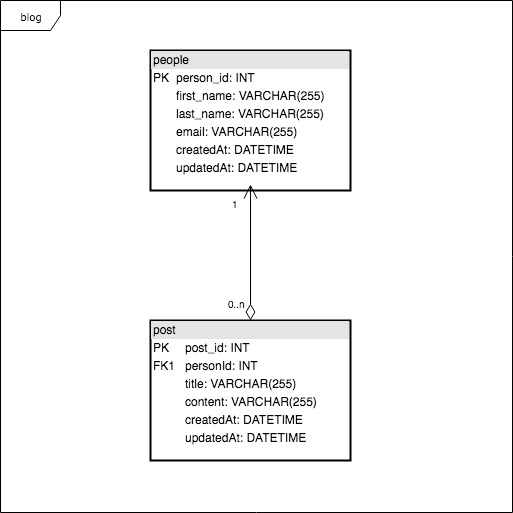 blog
people
PK person_id: INT
first_name: VARCHAR(255)
last_name: VARCHAR(255)
email: VARCHAR(255)
createdAt: DATETIME
updatedAt: DATETIME
1
0..n
post
PK post_id: INT
FK1 personId: INT
title: VARCHAR(255)
content: VARCHAR(255)
createdAt: DATETIME
updatedAt: DATETIME